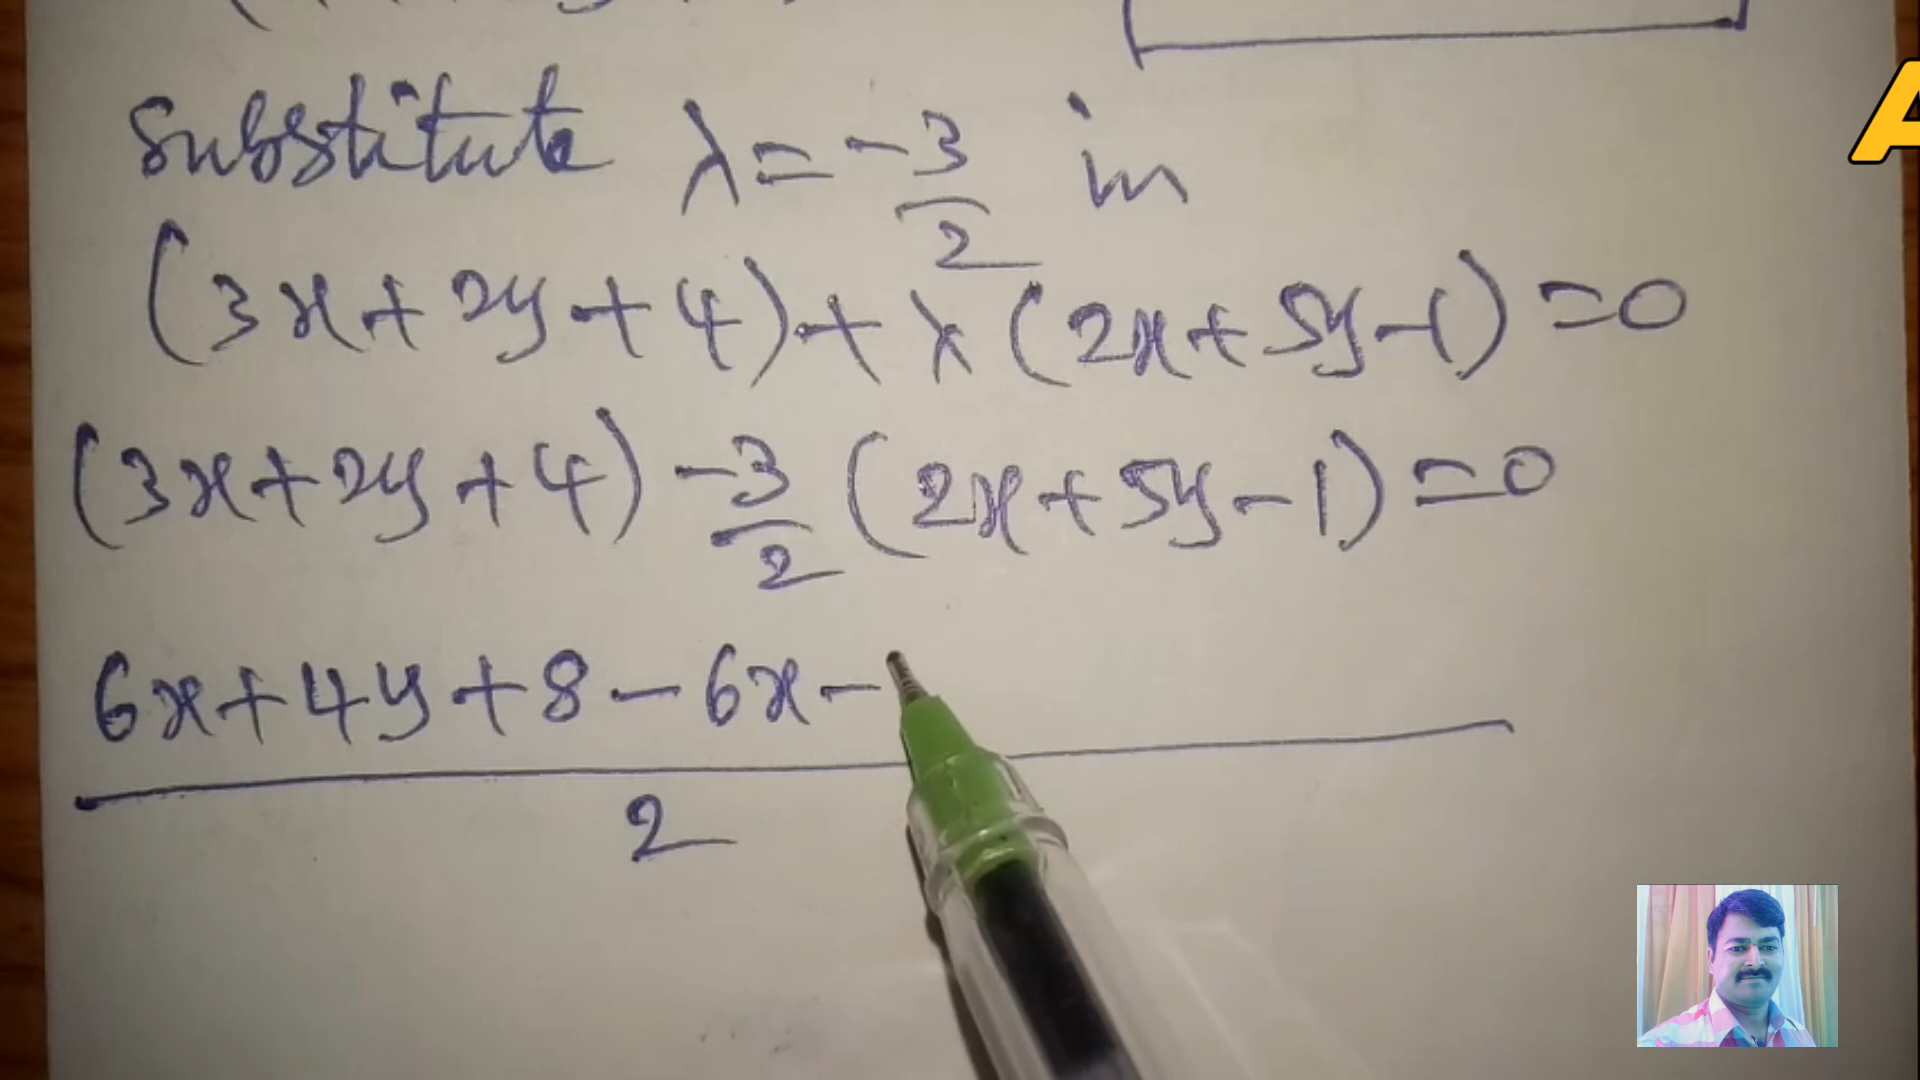 substitute λ = -3/2 in
(3x + 2y + 4) + λ (2x + 5y - 1) = 0
(3x + 2y + 4) - 3/2 (2x + 5y - 1) = 0
6x + 4y + 8 - 6x -
2
A